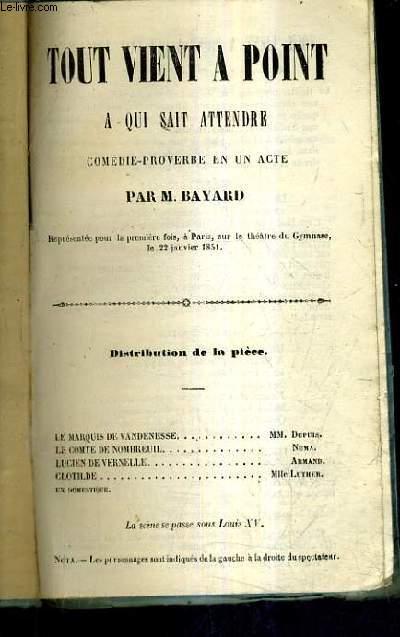 Le-Livre
TOUT VIENT A POINT
A QUI SAIT ATTENDRE
COMÉDIE-PROVERBE EN UN ACTE
PAR M. BAYARD
Représentée pour la première fois, à Paris, sur le théâtre du Gymnase,
le 22 janvier 1851.
Distribution de la pièce.
LE MARQUIS DE VANDENESSE. . . . . . . . . . . . MM. DUPUIS.
LE COMTE DE NOMBREUIL. . . . . . . . . . . . . NUMA.
LUCIEN DE VERNELLE. . . . . . . . . . . . . . . ARMAND.
CLOTILDE . . . . . . . . . . . . . . . . . . . . Mlle LUTHER.
UN DOMESTIQUE.
La scène se passe sous Louis XV.
NOTA. — Les personnages sont indiqués de la gauche à la droite du spectateur.